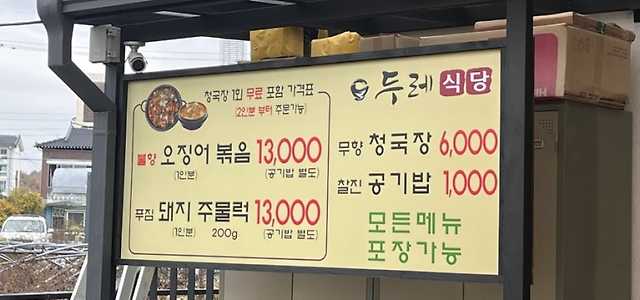 청국장 1회 무료 포함 가격표
(2인분 부터 주문가능)
불향 오징어 볶음 13,000
(1인분) (공기밥 별도)
푸짐 돼지 주물럭 13,000
(1인분) 200g (공기밥 별도)
두레 식당
무향 청국장 6,000
찰진 공기밥 1,000
모든메뉴
포장가능